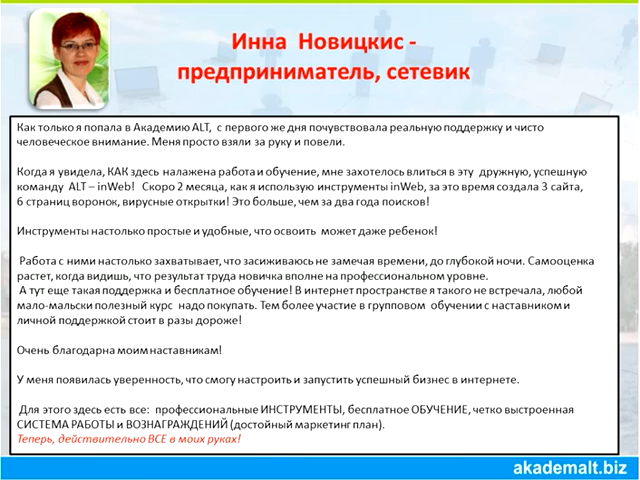 Инна Новицкис -
предприниматель, сетевик
Как только я попала в Академию ALT, с первого же дня почувствовала реальную поддержку и чисто
человеческое внимание. Меня просто взяли за руку и повели.
Когда я увидела, КАК здесь налажена работа и обучение, мне захотелось влиться в эту дружную, успешную
команду ALT – inWeb! Скоро 2 месяца, как я использую инструменты inWeb, за это время создала 3 сайта,
6 страниц воронок, вирусные открытки! Это больше, чем за два года поисков!
Инструменты настолько простые и удобные, что освоить может даже ребенок!
Работа с ними настолько захватывает, что засиживаюсь не замечая времени, до глубокой ночи. Самооценка
растет, когда видишь, что результат труда новичка вполне на профессиональном уровне.
А тут еще такая поддержка и бесплатное обучение! В интернет пространстве я такого не встречала, любой
мало-мальски полезный курс надо покупать. Тем более участие в групповом обучении с наставником и
личной поддержкой стоит в разы дороже!
Очень благодарна моим наставникам!
У меня появилась уверенность, что смогу настроить и запустить успешный бизнес в интернете.
Для этого здесь есть все: профессиональные ИНСТРУМЕНТЫ, бесплатное ОБУЧЕНИЕ, четко выстроенная
СИСТЕМА РАБОТЫ и ВОЗНАГРАЖДЕНИЙ (достойный маркетинг план).
Теперь, действительно ВСЕ в моих руках!
akademalt.biz